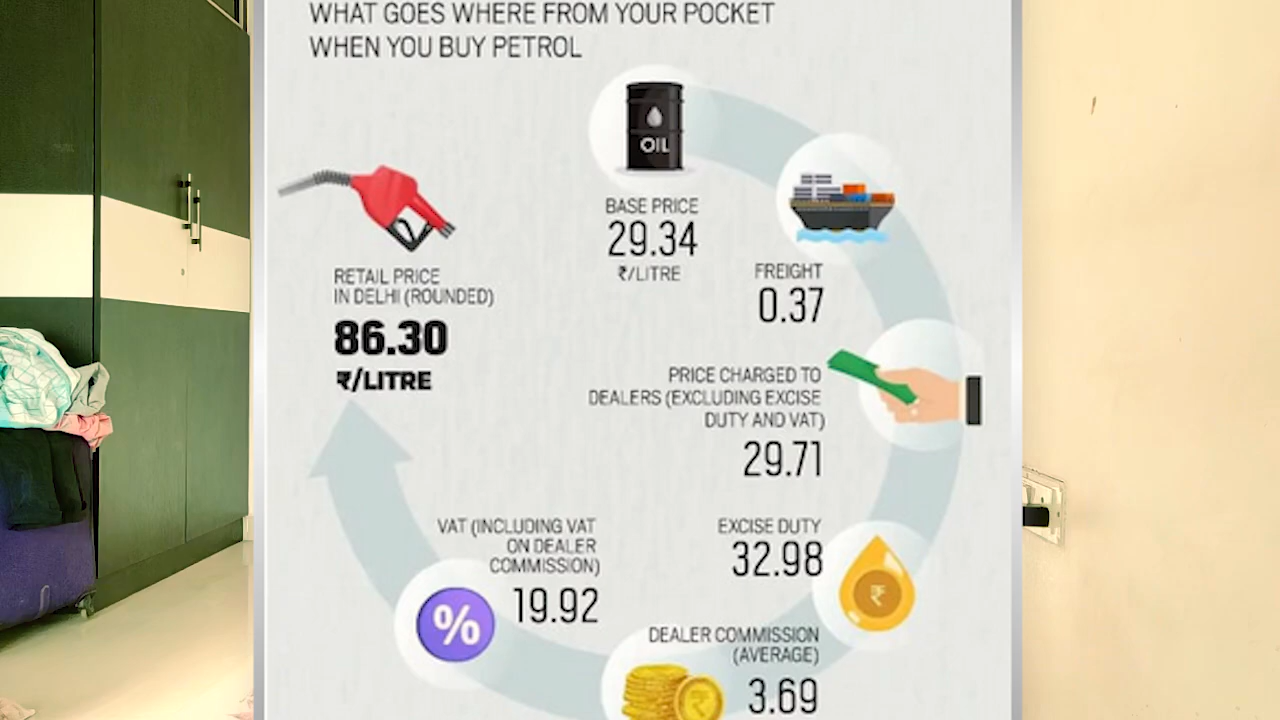 WHAT GOES WHERE FROM YOUR POCKET
WHEN YOU BUY PETROL
OIL
BASE PRICE
29.34
₹/LITRE
FREIGHT
0.37
PRICE CHARGED TO
DEALERS (EXCLUDING EXCISE
DUTY AND VAT)
29.71
EXCISE DUTY
32.98
₹
DEALER COMMISSION
(AVERAGE)
3.69
₹
VAT (INCLUDING VAT
ON DEALER
COMMISSION)
19.92
%
RETAIL PRICE
IN DELHI (ROUNDED)
86.30
₹/LITRE